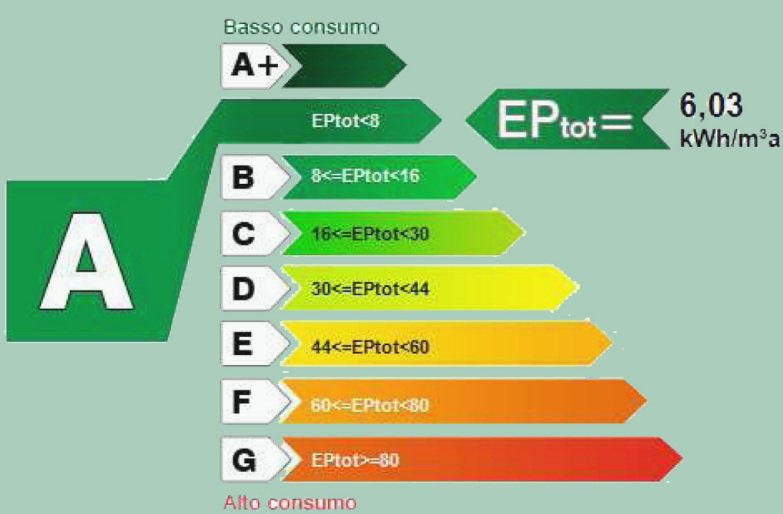 Basso consumo
A+
A
EPtot<8
EPtot=
6,03
kWh/m³a
B 8<=EPtot<16
C 16<=EPtot<30
D 30<=EPtot<44
E 44<=EPtot<60
F 60<=EPtot<80
G EPtot>=80
Alto consumo